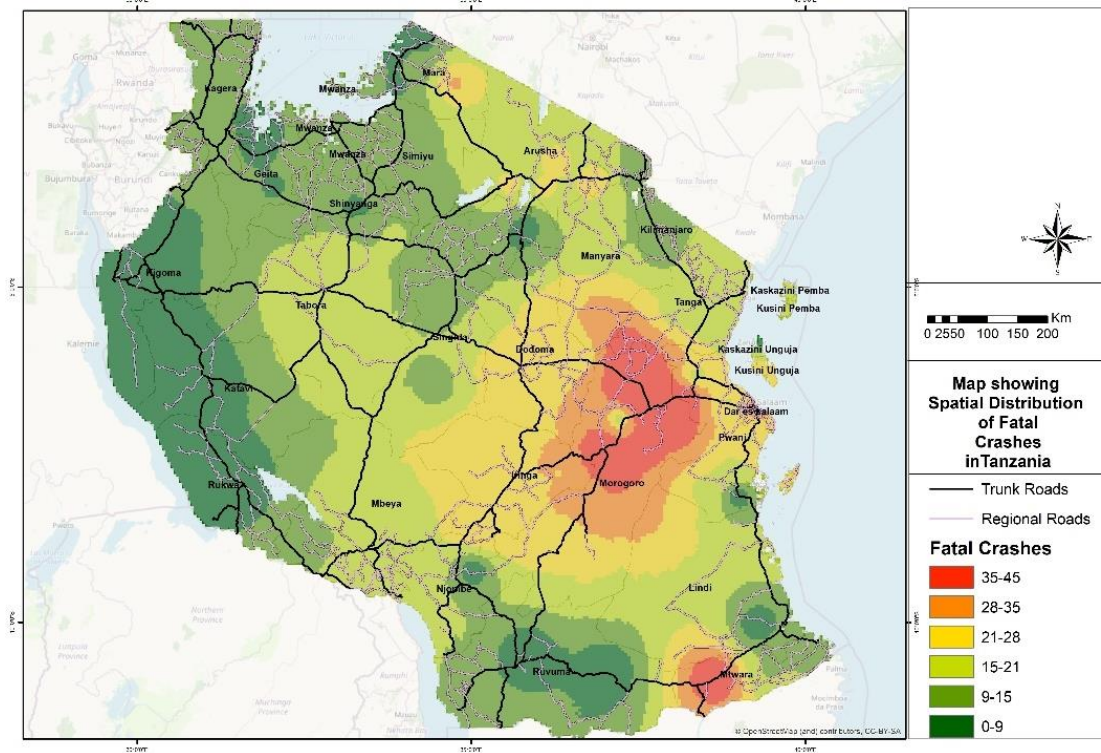 Kagera
Mara
Mwanza
Mwanza
Mwanza
Simiyu
Arusha
Geita
Shinyanga
Kilimanjaro
Manyara
Kigoma
Tabora
Tanga
Kaskazini Pemba
Kusini Pemba
Singida
Dodoma
Kaskazini Unguja
Kusini Unguja
Katavi
Dar es Salaam
Pwani
Iringa
Morogoro
Rukwa
Mbeya
Njombe
Lindi
Ruvuma
Mtwara
Goma
Rwanda
Bukavu
Bujumbura
Burundi
Kalemie
Nairobi
Machakos
Malindi
Mombasa
© OpenStreetMap (and) contributors, CC-BY-SA
N
W
S
Km
0 2550 100 150 200
Map showing
Spatial Distribution
of Fatal
Crashes
inTanzania
Trunk Roads
Regional Roads
Fatal Crashes
35-45
28-35
21-28
15-21
9-15
0-9